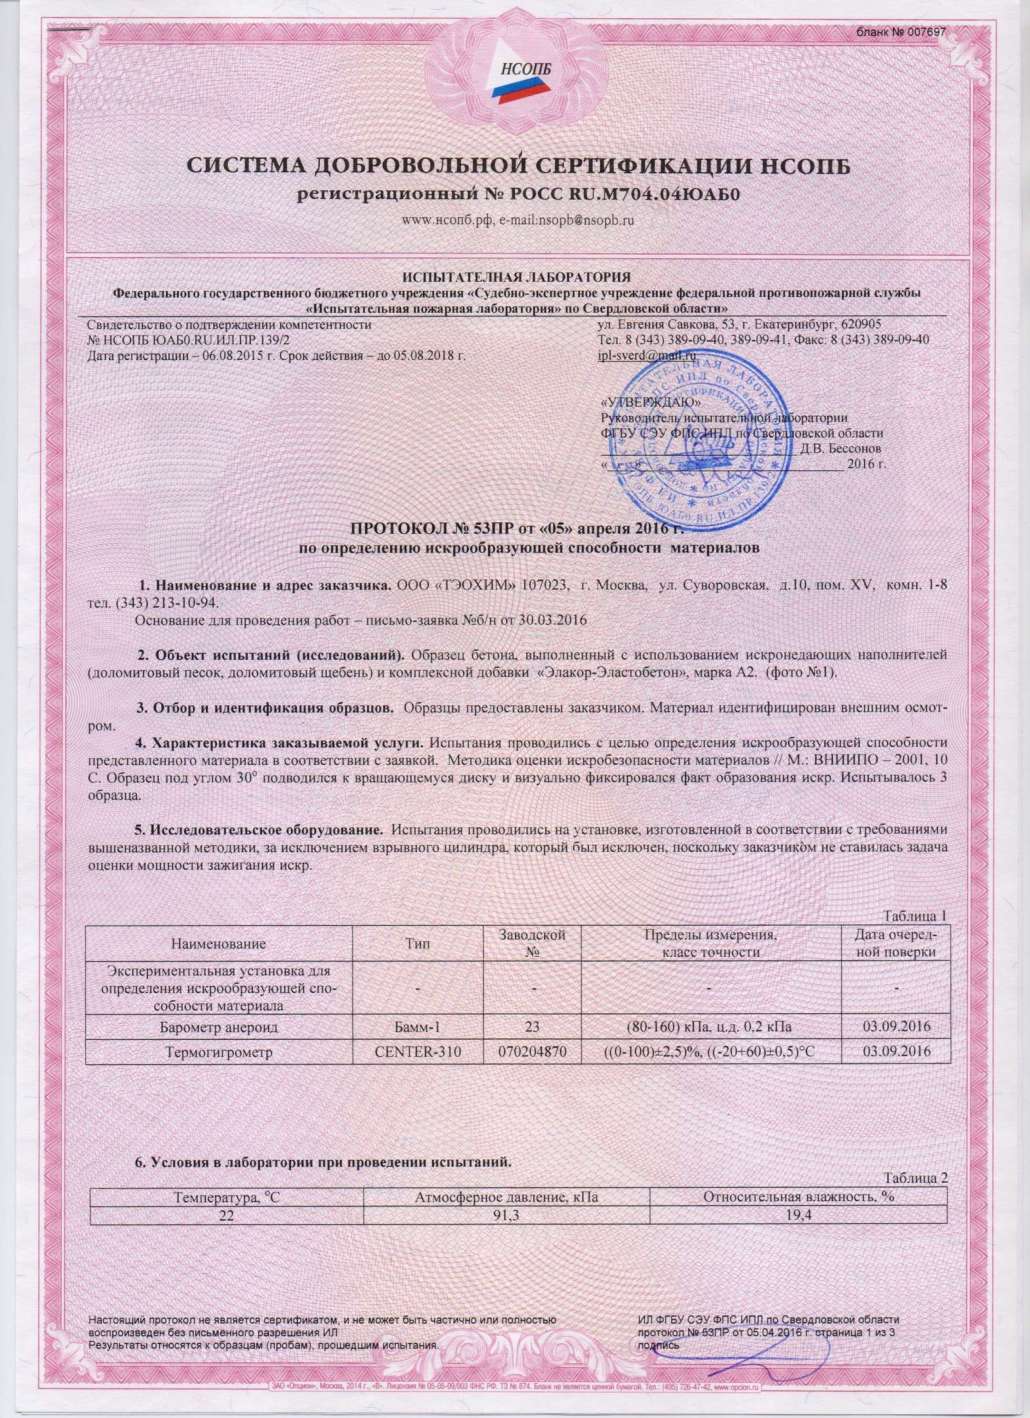 бланк № 007697
НСОПБ
СИСТЕМА ДОБРОВОЛЬНОЙ СЕРТИФИКАЦИИ НСОПБ
регистрационный № РОСС RU.М704.04ЮАБ0
www.нсопб.рф, e-mail:nsopb@nsopb.ru
ИСПЫТАТЕЛНАЯ ЛАБОРАТОРИЯ
Федерального государственного бюджетного учреждения «Судебно-экспертное учреждение федеральной противопожарной службы
«Испытательная пожарная лаборатория» по Свердловской области»
Свидетельство о подтверждении компетентности
№ НСОПБ ЮАБ0.RU.ИЛ.ПР.139/2
Дата регистрации – 06.08.2015 г. Срок действия – до 05.08.2018 г.
ул. Евгения Савкова, 53, г. Екатеринбург, 620905
Тел. 8 (343) 389-09-40, 389-09-41, Факс: 8 (343) 389-09-40
ipl-sverd@mail.ru
«УТВЕРЖДАЮ»
Руководитель испытательной лаборатории
ФГБУ СЭУ ФПС ИПЛ по Свердловской области
Д.В. Бессонов
2016 г.
ПРОТОКОЛ № 53ПР от «05» апреля 2016 г.
по определению искрообразующей способности материалов
1. Наименование и адрес заказчика. ООО «ТЭОХИМ» 107023, г. Москва, ул. Суворовская, д.10, пом. XV, комн. 1-8
тел. (343) 213-10-94.
Основание для проведения работ – письмо-заявка №б/н от 30.03.2016
2. Объект испытаний (исследований). Образец бетона, выполненный с использованием искронедающих наполнителей
(доломитовый песок, доломитовый щебень) и комплексной добавки «Элакор-Эластобетон», марка А2. (фото №1).
3. Отбор и идентификация образцов. Образцы предоставлены заказчиком. Материал идентифицирован внешним осмот-
ром.
4. Характеристика заказываемой услуги. Испытания проводились с целью определения искрообразующей способности
представленного материала в соответствии с заявкой. Методика оценки искробезопасности материалов // М.: ВНИИПО – 2001, 10
С. Образец под углом 30⁰ подводился к вращающемуся диску и визуально фиксировался факт образования искр. Испытывалось 3
образца.
5. Исследовательское оборудование. Испытания проводились на установке, изготовленной в соответствии с требованиями
вышеназванной методики, за исключением взрывного цилиндра, который был исключен, поскольку заказчиком не ставилась задача
оценки мощности зажигания искр.
Таблица 1
Наименование Тип Заводской № Пределы измерения, класс точности Дата очеред-ной поверки
Экспериментальная установка для
определения искрообразующей спо-
собности материала - - - -
Барометр анероид Бамм-1 23 (80-160) кПа, ц.д. 0,2 кПа 03.09.2016
Термогигрометр CENTER-310 070204870 ((0-100)±2,5)%, ((-20+60)±0,5)°С 03.09.2016
6. Условия в лаборатории при проведении испытаний.
Таблица 2
Температура, °С Атмосферное давление, кПа Относительная влажность, %
22 91,3 19,4
Настоящий протокол не является сертификатом, и не может быть частично или полностью
воспроизведен без письменного разрешения ИЛ
Результаты относятся к образцам (пробам), прошедшим испытания.
ИЛ ФГБУ СЭУ ФПС ИПЛ по Свердловской области
протокол № 53ПР от 05.04.2016 г. страница 1 из 3
подпись
ЗАО «Опцион», Москва, 2014 г., «В». Лицензия № 05-05-09/003 ФНС РФ. ТЗ № 874. Бланк не является ценной бумагой. Тел.: (495) 726-47-42, www.opcion.ru